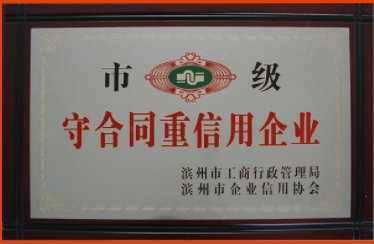 市 级
守合同重信用企业
滨州市工商行政管理局
滨州市企业信用协会